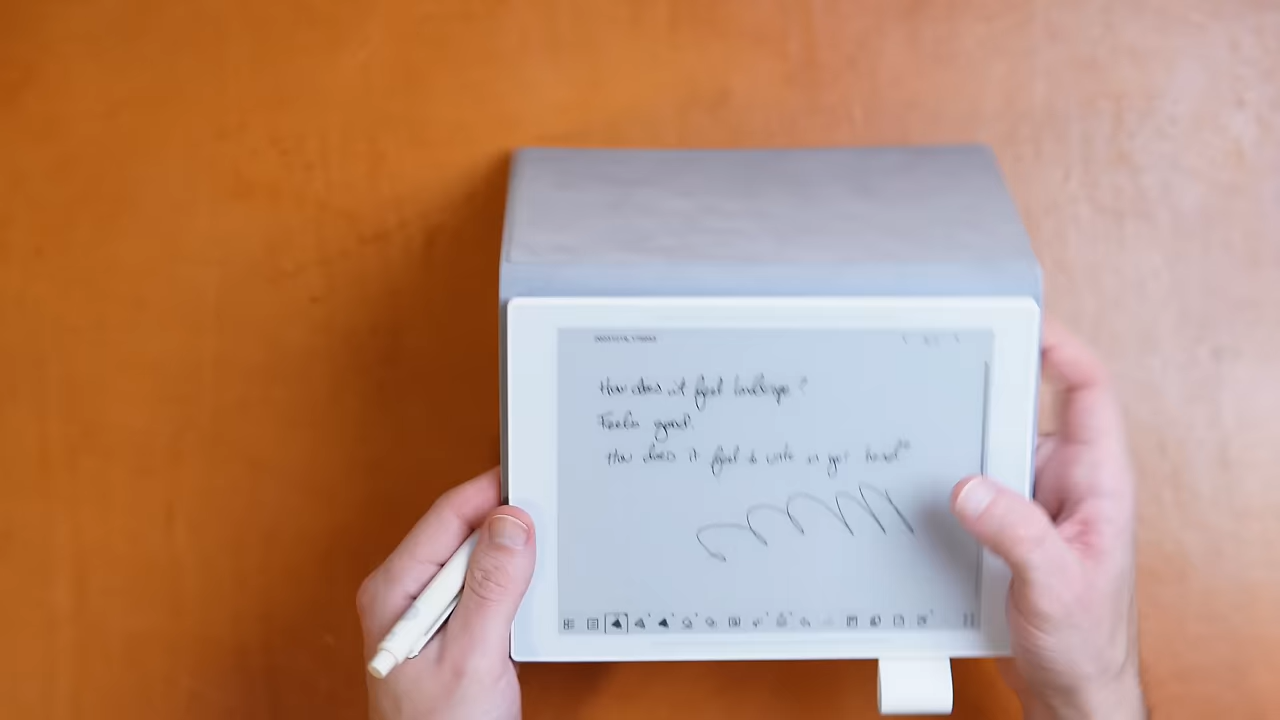 How does it feel landscape?
Feels good.
How does it feel to write in your hand